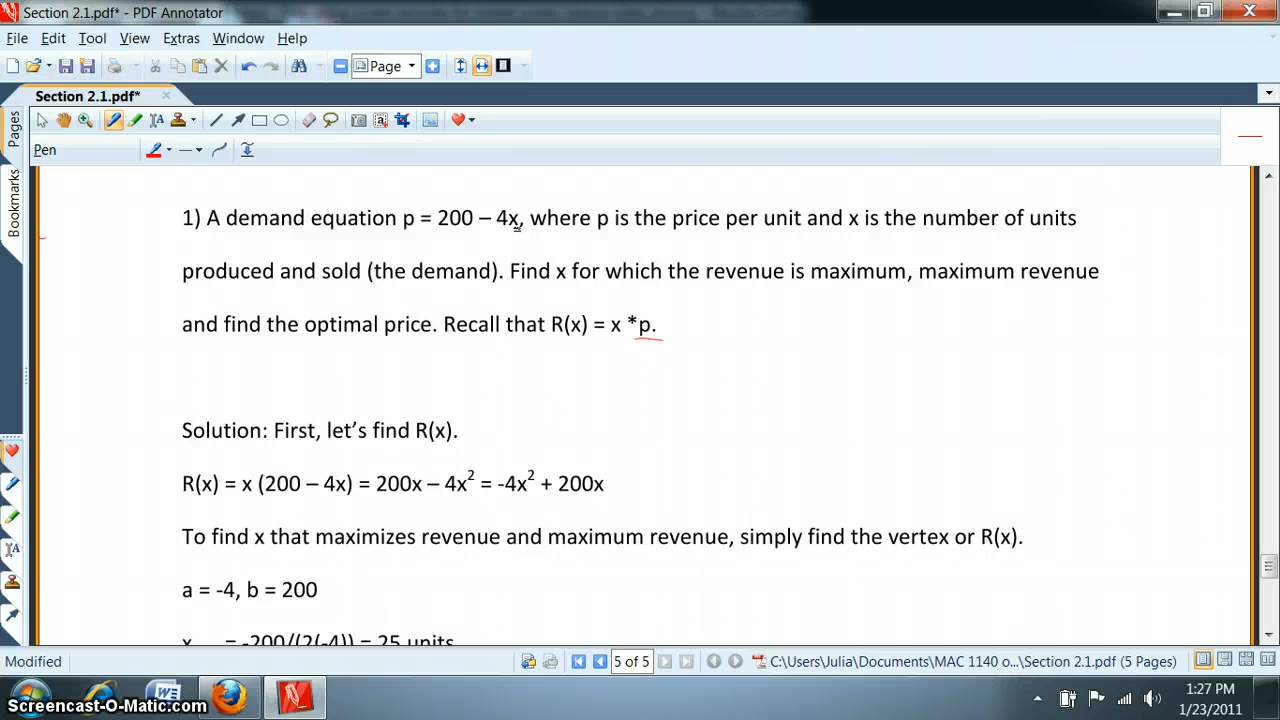 Section 2.1.pdf* - PDF Annotator
File Edit Tool View Extras Window Help
Page
Section 2.1.pdf*
Pages
Bookmarks
Pen
1) A demand equation p = 200 – 4x, where p is the price per unit and x is the number of units
produced and sold (the demand). Find x for which the revenue is maximum, maximum revenue
and find the optimal price. Recall that R(x) = x *p.
Solution: First, let’s find R(x).
R(x) = x (200 – 4x) = 200x – 4x² = -4x² + 200x
To find x that maximizes revenue and maximum revenue, simply find the vertex or R(x).
a = -4, b = 200
x = -200/(2(-4)) = 25 units
Modified 5 of 5 C:\Users\Julia\Documents\MAC 1140 o...\Section 2.1.pdf (5 Pages)
Screencast-O-Matic.com
1:27 PM
1/23/2011